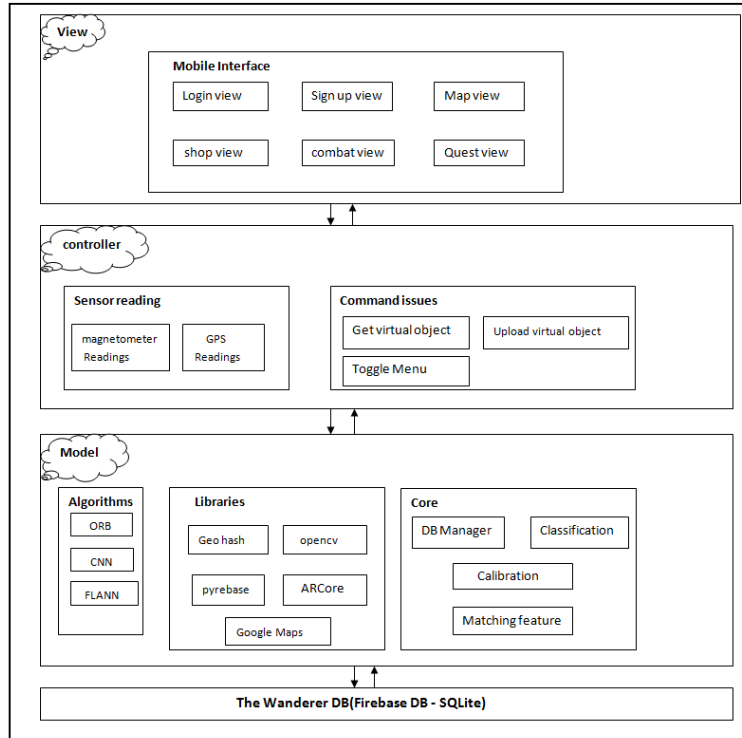 View
Mobile Interface
Login view
Sign up view
Map view
shop view
combat view
Quest view
controller
Sensor reading
magnetometer
Readings
GPS
Readings
Command issues
Get virtual object
Upload virtual object
Toggle Menu
Model
Algorithms
ORB
CNN
FLANN
Libraries
Geo hash
opencv
pyrebase
ARCore
Google Maps
Core
DB Manager
Classification
Calibration
Matching feature
The Wanderer DB(Firebase DB - SQLite)